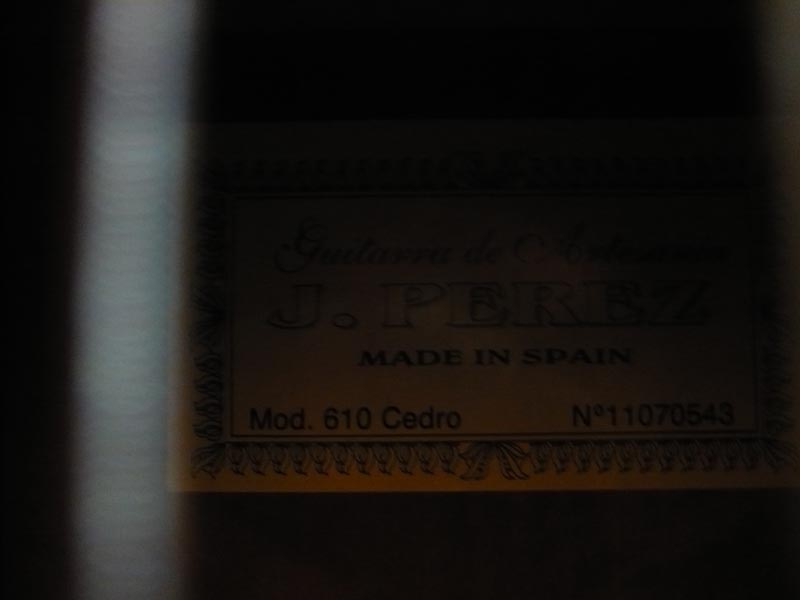 Guitarra de Artesania
J. PEREZ
MADE IN SPAIN
Mod. 610 Cedro Nº11070543